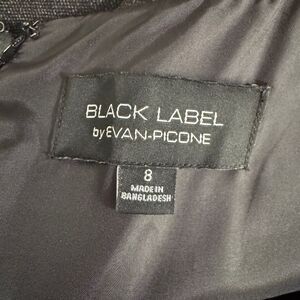 BLACK LABEL
by EVAN-PICONE
8
MADE IN
BANGLADESH